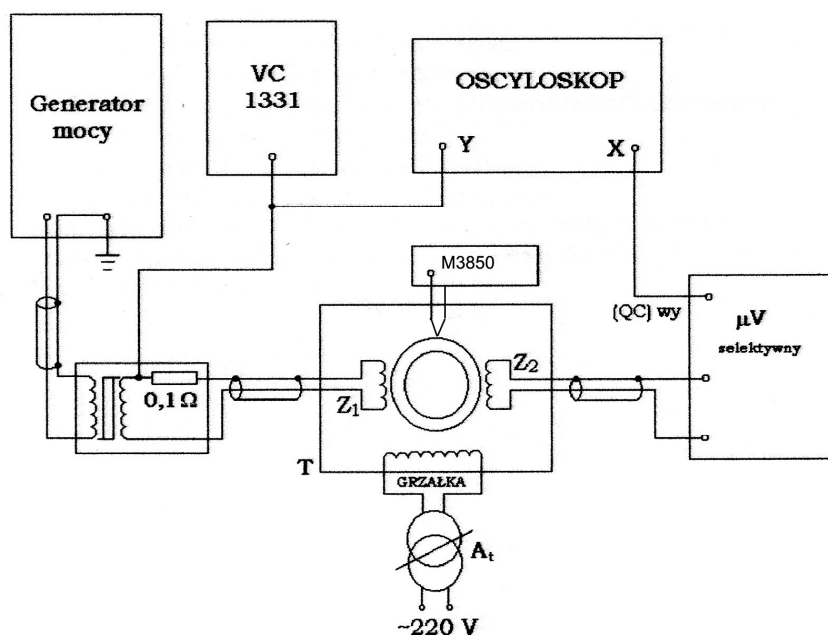 Generator
mocy
VC
1331
OSCYLOSKOP
Y
X
M3850
(QC) wy
μV
selektywny
0,1 Ω
Z₁
Z₂
T
GRZAŁKA
Aₜ
~220 V